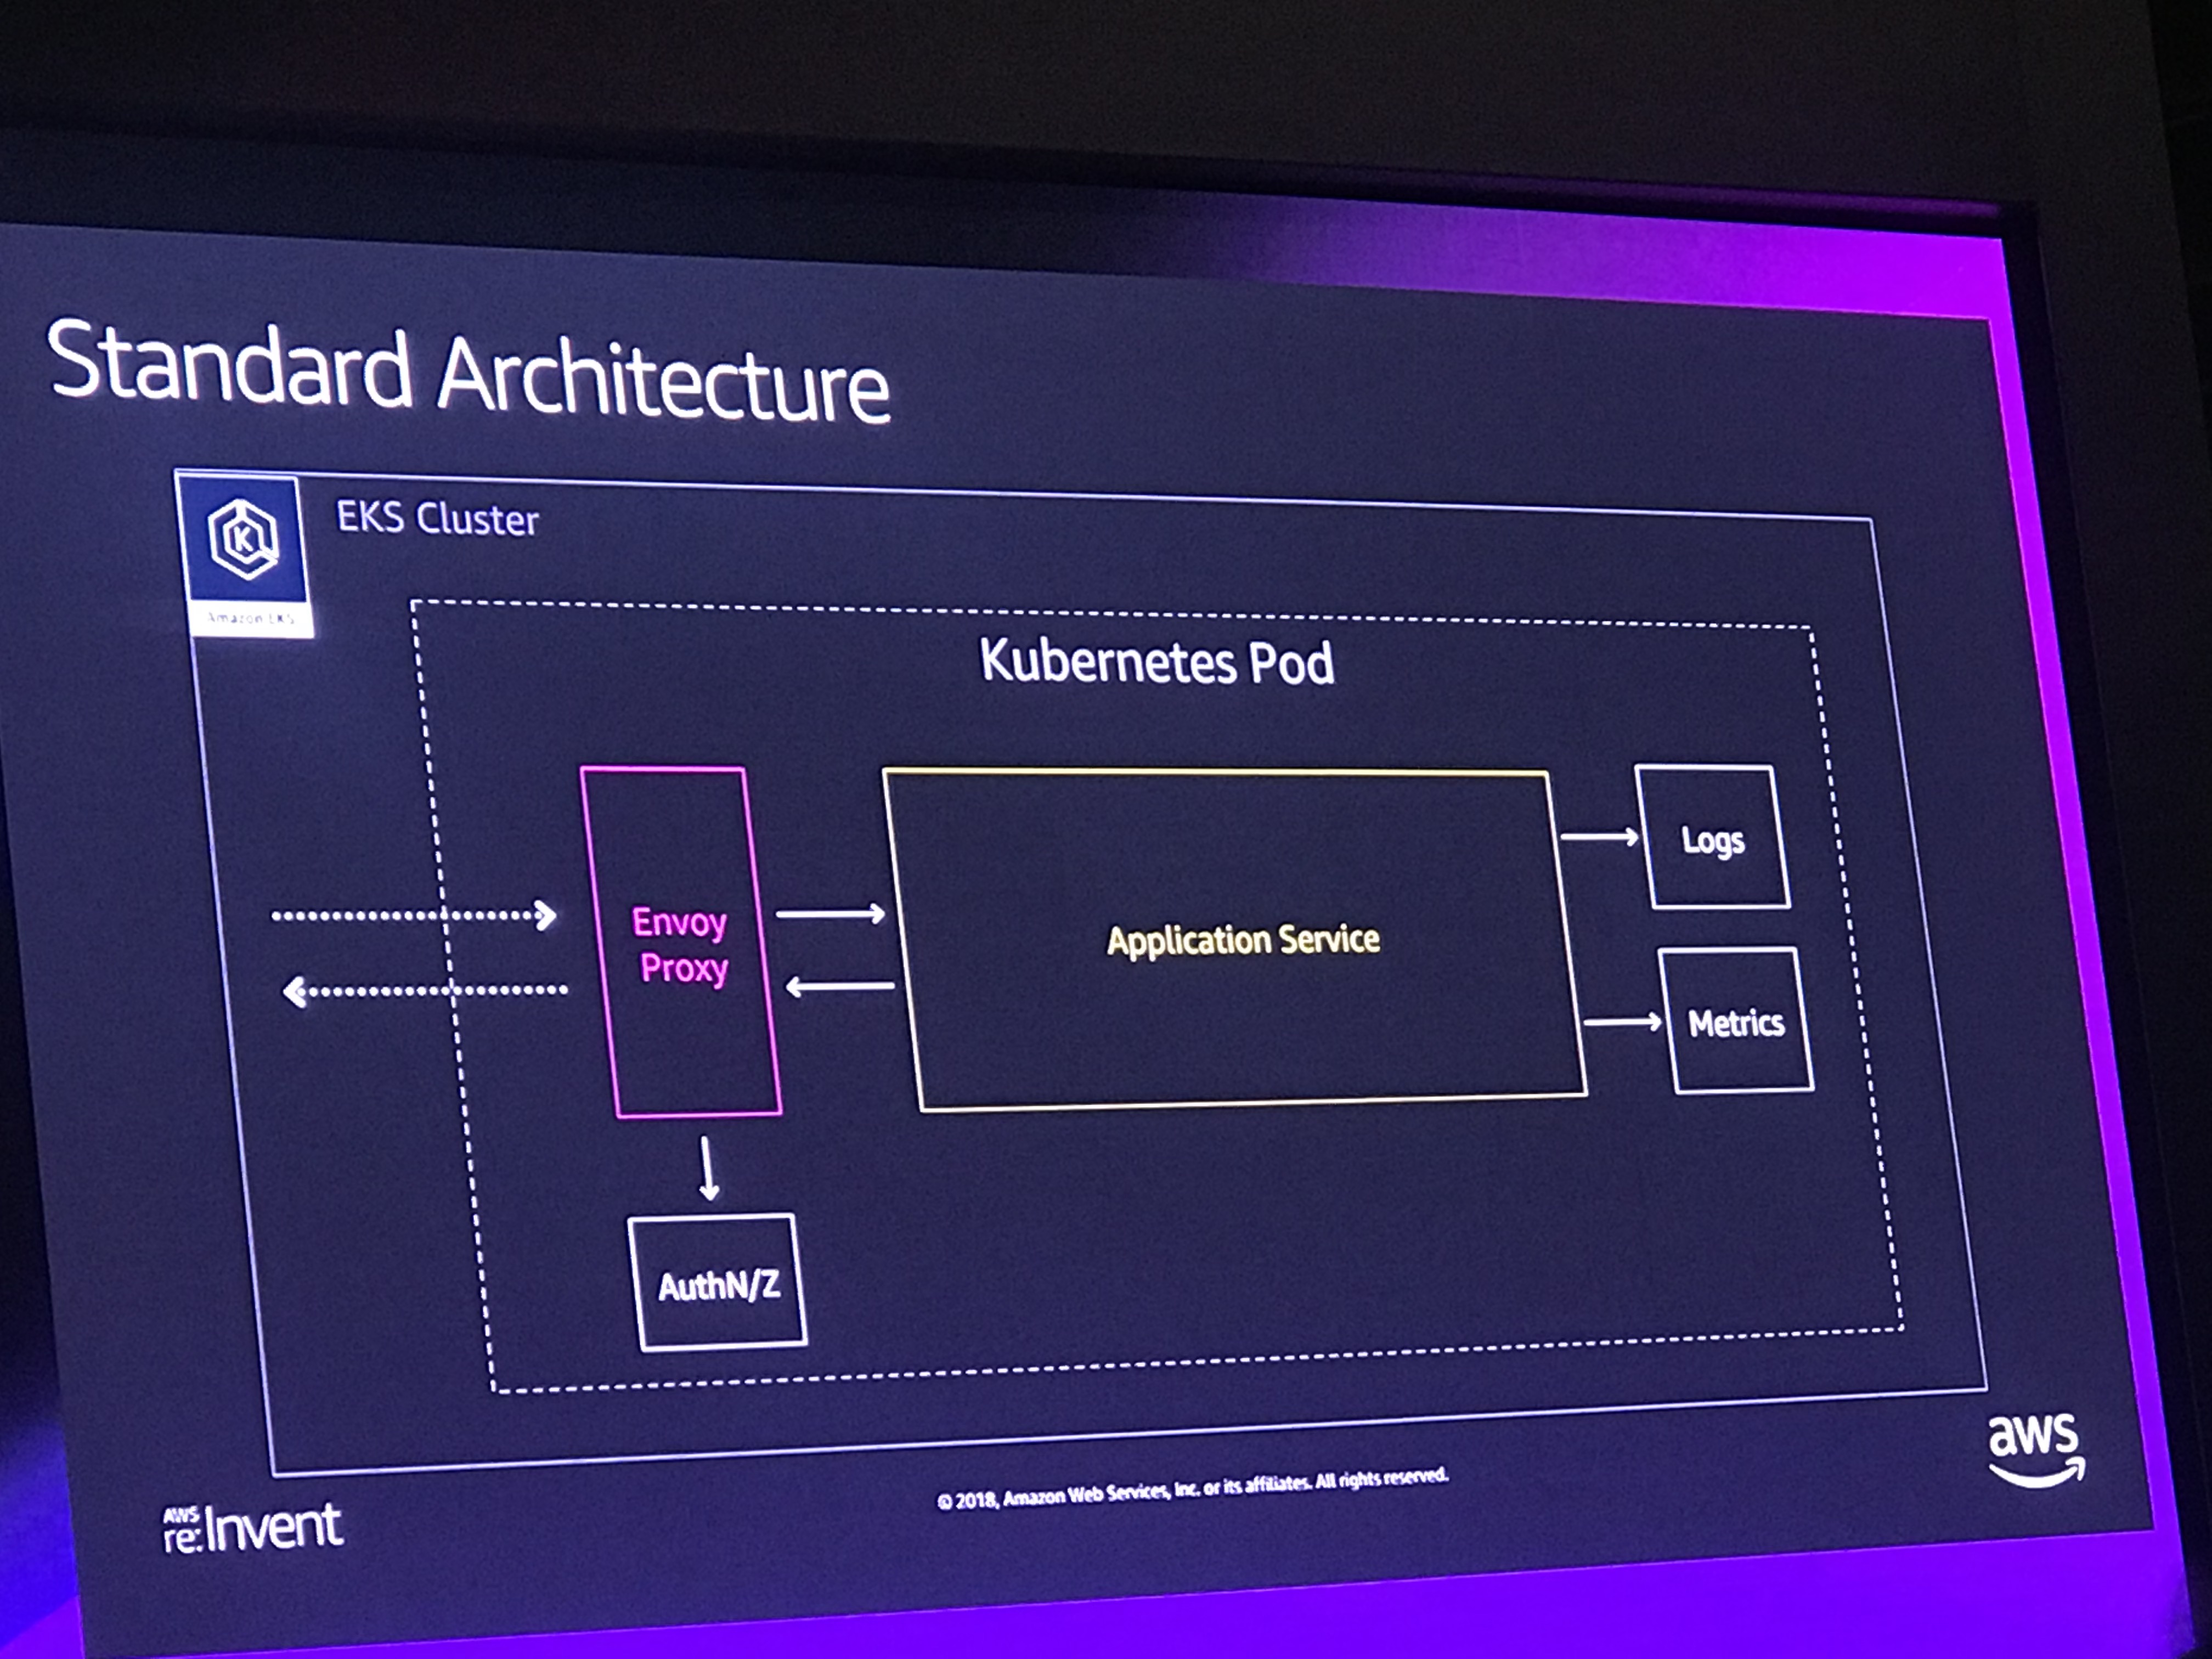 Standard Architecture
EKS Cluster
Amazon EKS
Kubernetes Pod
Logs
Envoy
Proxy
Application Service
Metrics
AuthN/Z
aws
© 2018, Amazon Web Services, Inc. or its affiliates. All rights reserved.
AWS
re:Invent